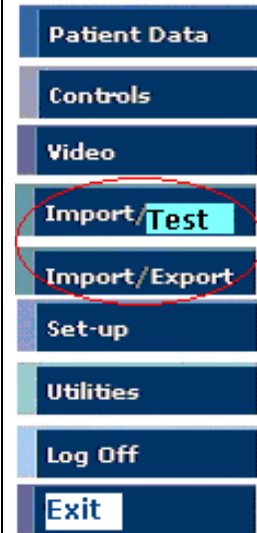 Patient Data
Controls
Video
Import/Test
Import/Export
Set-up
Utilities
Log Off
Exit